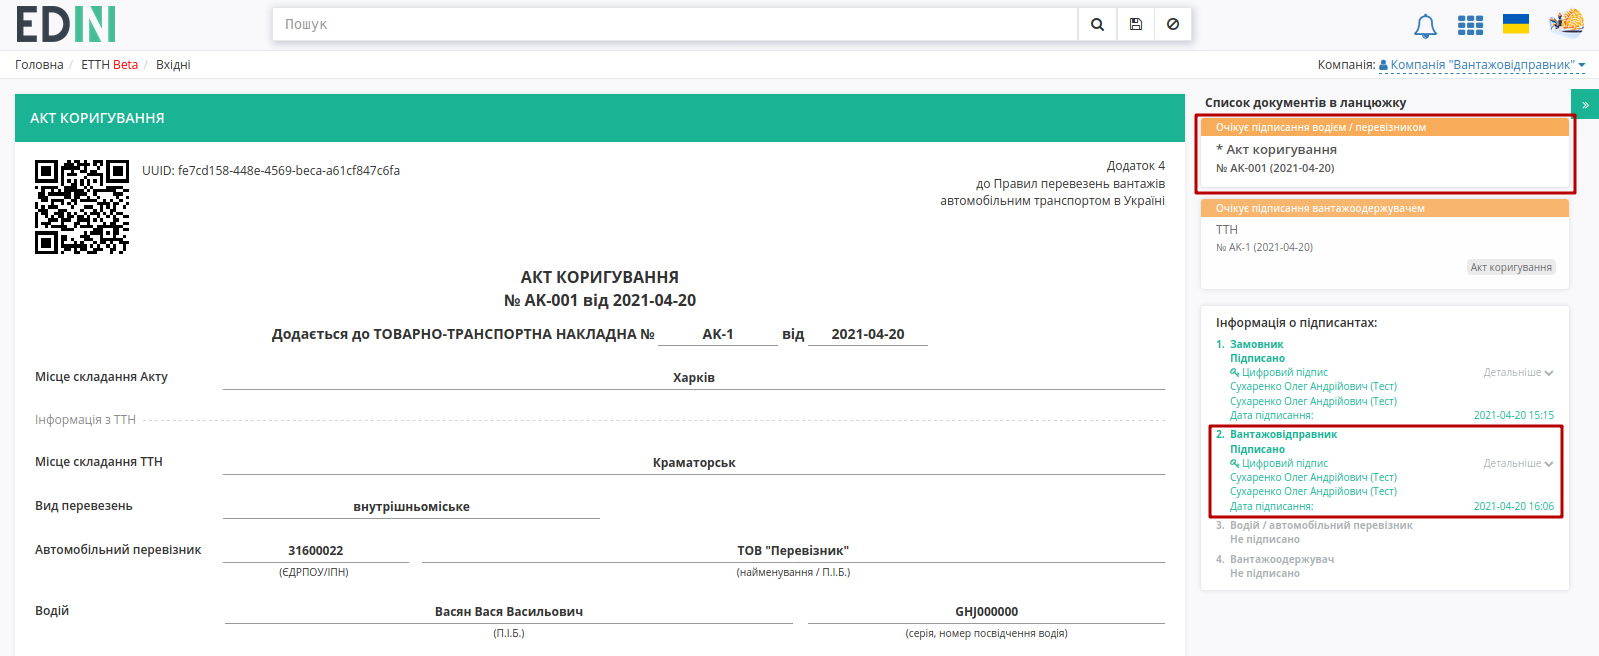 EDIN
Пошук
Головна / ЕТТН Beta / Вхідні
Компанія: Компанія "Вантажовідправник"
АКТ КОРИГУВАННЯ
UUID: fe7cd158-448e-4569-beca-a61cf847c6fa
Додаток 4
до Правил перевезень вантажів
автомобільним транспортом в Україні
АКТ КОРИГУВАННЯ
№ АК-001 від 2021-04-20
Додається до ТОВАРНО-ТРАНСПОРТНА НАКЛАДНА № АК-1 від 2021-04-20
Місце складання Акту Харків
Інформація з ТТН
Місце складання ТТН Краматорськ
Вид перевезень внутрішньоміське
Автомобільний перевізник 31600022 ТОВ "Перевізник"
(ЄДРПОУ/ІПН) (найменування / П.І.Б.)
Водій Васян Вася Васильович GHJ000000
(П.І.Б.) (серія, номер посвідчення водія)
Список документів в ланцюжку
»
Очікує підписання водієм / перевізником
* Акт коригування
№ АК-001 (2021-04-20)
Очікує підписання вантажоодержувачем
ТТН
№ АК-1 (2021-04-20)
Акт коригування
Інформація о підписантах:
1. Замовник
Підписано
Цифровий підпис Детальніше
Сухаренко Олег Андрійович (Тест)
Сухаренко Олег Андрійович (Тест)
Дата підписання: 2021-04-20 15:15
2. Вантажовідправник
Підписано
Цифровий підпис Детальніше
Сухаренко Олег Андрійович (Тест)
Сухаренко Олег Андрійович (Тест)
Дата підписання: 2021-04-20 16:06
3. Водій / автомобільний перевізник
Не підписано
4. Вантажоодержувач
Не підписано